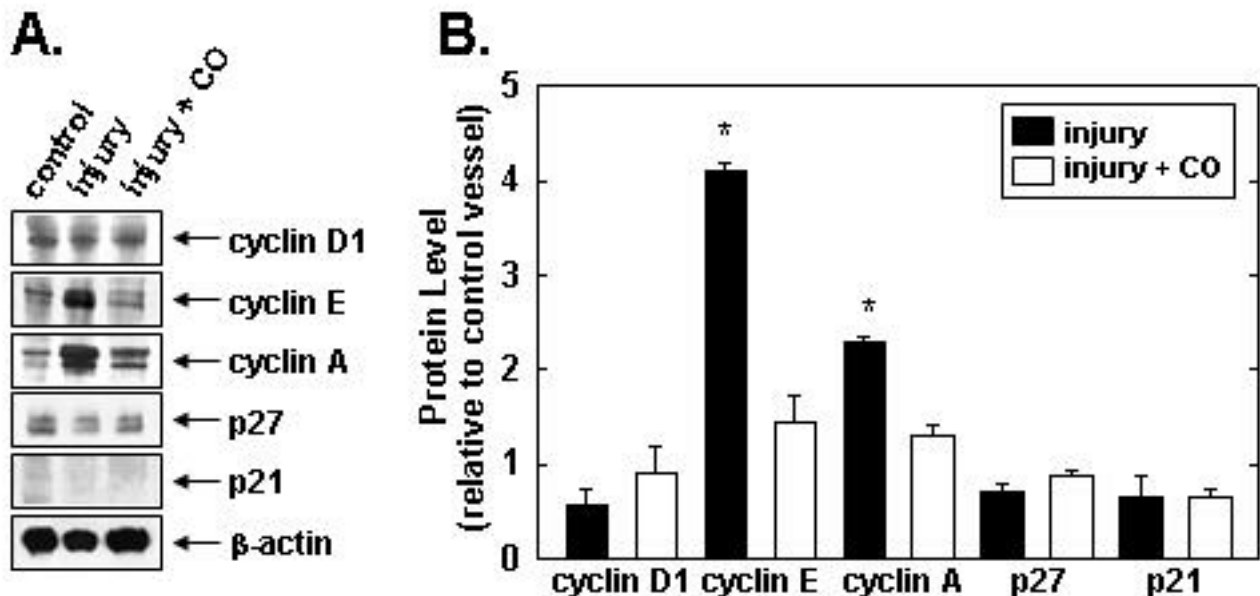 A.
control
injury
injury + CO
cyclin D1
cyclin E
cyclin A
p27
p21
β-actin
B.
Protein Level
(relative to control vessel)
5
4
3
2
1
0
*
*
injury
injury + CO
cyclin D1 cyclin E cyclin A p27 p21